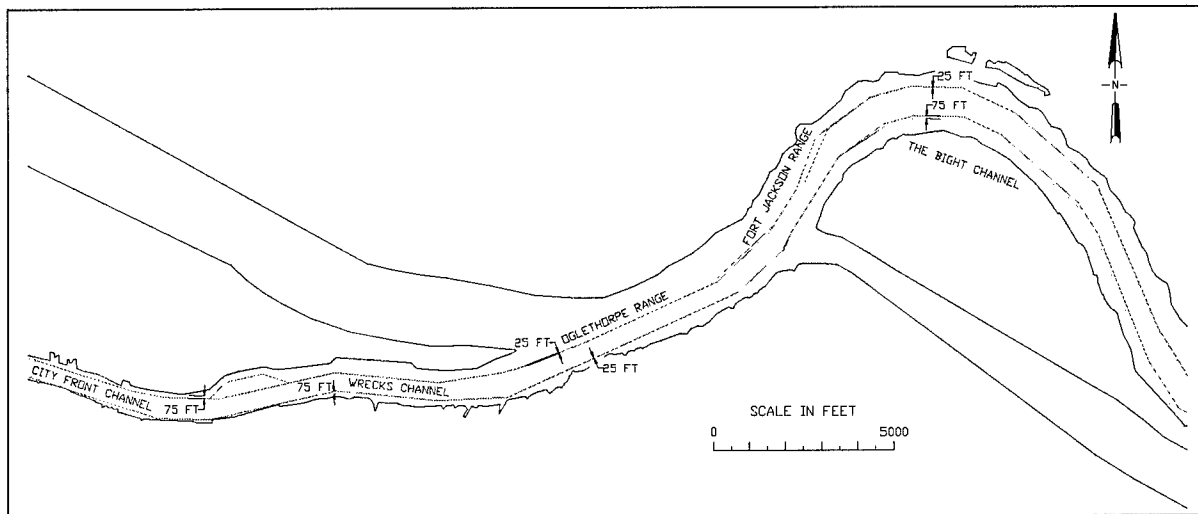 25 FT
75 FT
N
THE BIGHT CHANNEL
FORT JACKSON RANGE
OGLETHORPE RANGE
25 FT
25 FT
CITY FRONT CHANNEL
75 FT
75 FT
WRECKS CHANNEL
SCALE IN FEET
0 5000